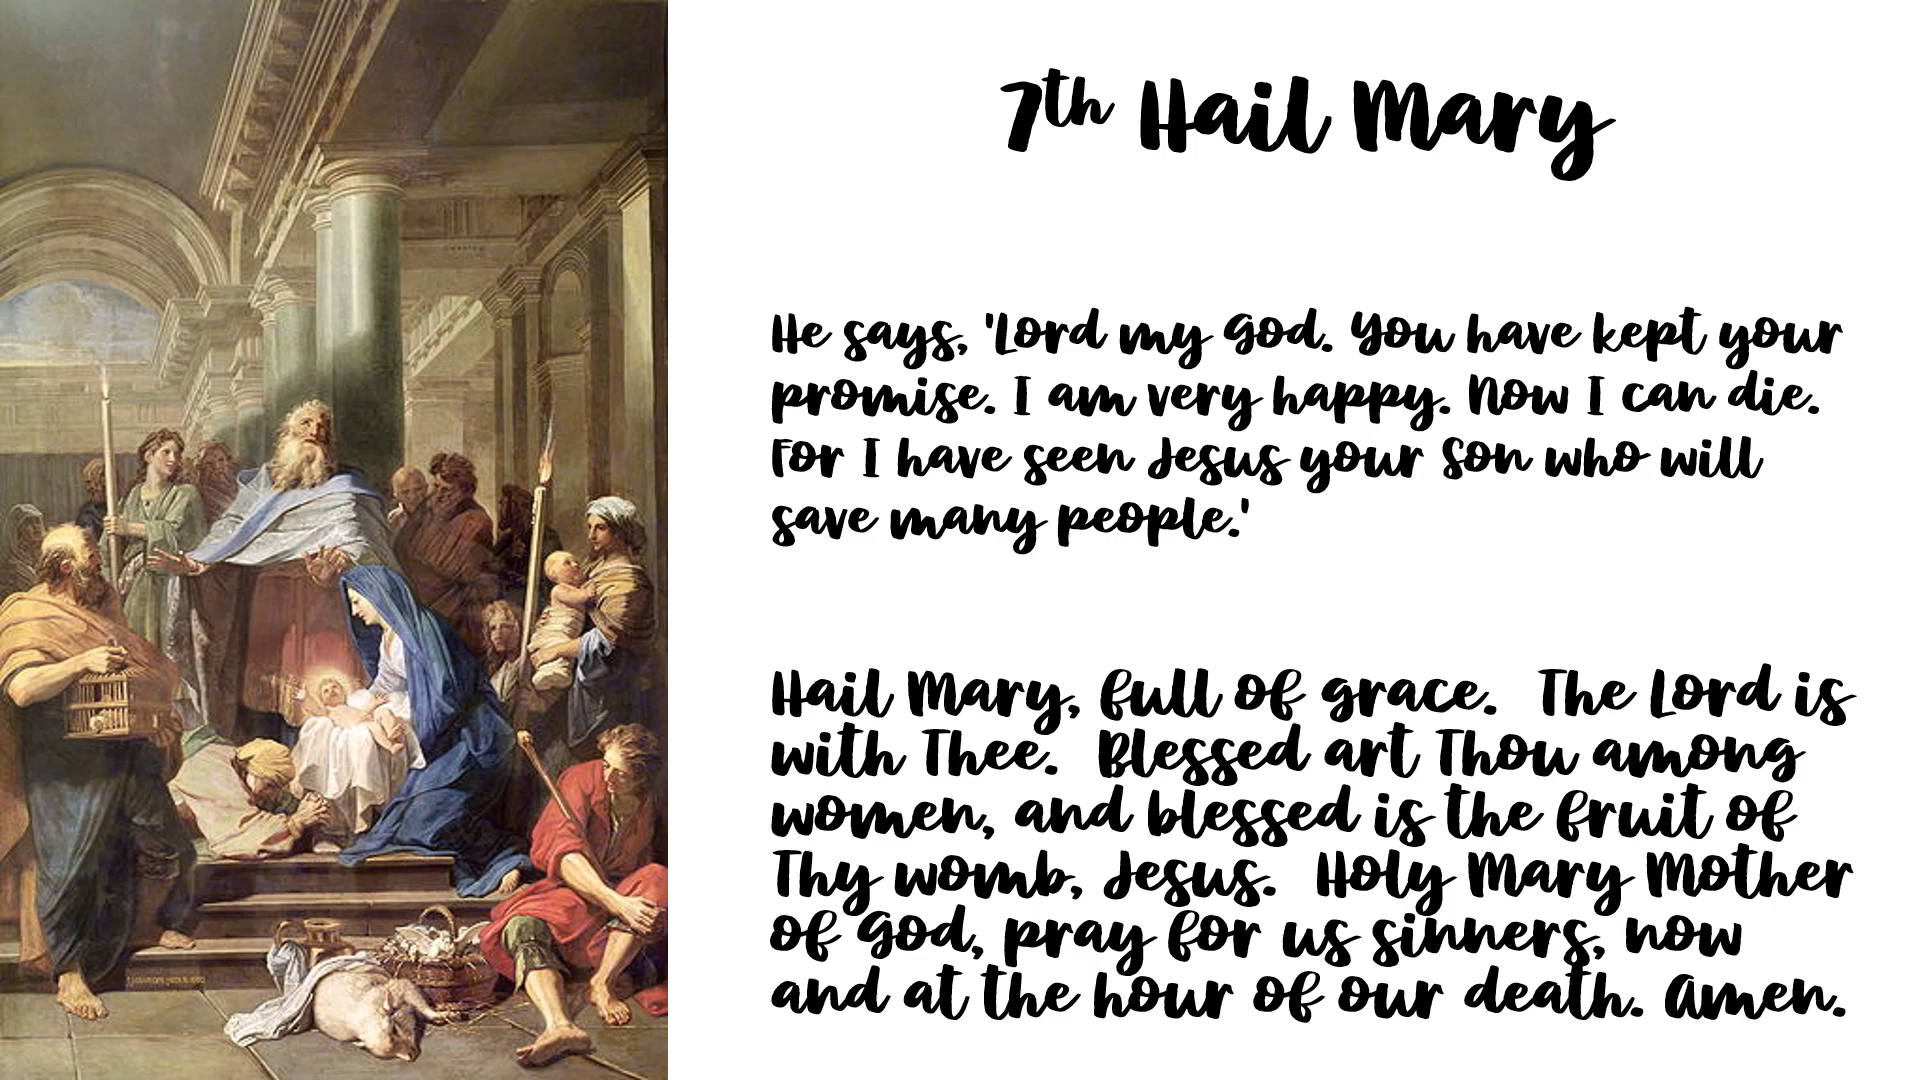 7th Hail Mary
He says, 'Lord my God. You have kept your
promise. I am very happy. Now I can die.
For I have seen Jesus your Son who will
save many people.'
Hail Mary, full of grace.  The Lord is
with Thee.  Blessed art Thou among
women, and blessed is the fruit of
Thy womb, Jesus.  Holy Mary Mother
of God, pray for us sinners, now
and at the hour of our death. Amen.